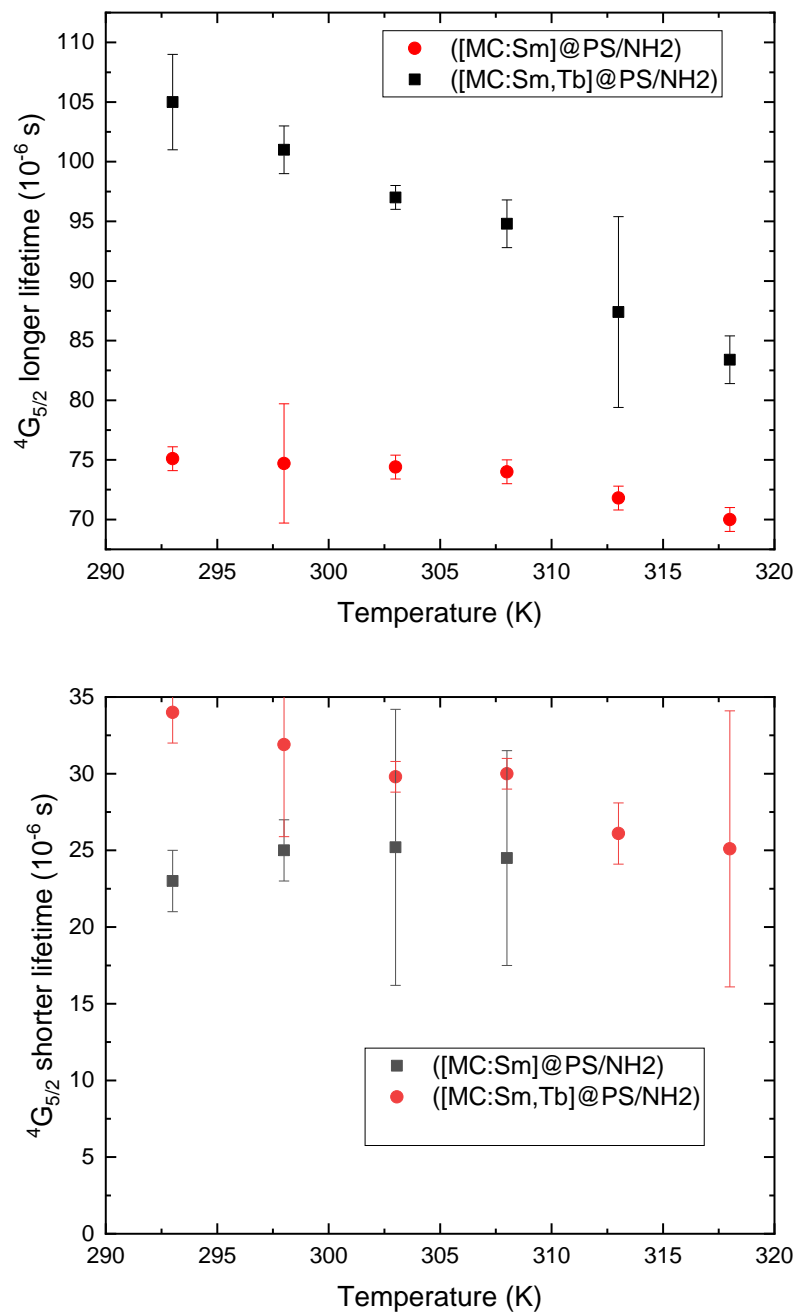 110
105
100
95
90
85
80
75
70
⁴G₅/₂ longer lifetime (10⁻⁶ s)
([MC:Sm]@PS/NH2)
([MC:Sm,Tb]@PS/NH2)
290 295 300 305 310 315 320
Temperature (K)
35
30
25
20
15
10
5
0
⁴G₅/₂ shorter lifetime (10⁻⁶ s)
([MC:Sm]@PS/NH2)
([MC:Sm,Tb]@PS/NH2)
290 295 300 305 310 315 320
Temperature (K)